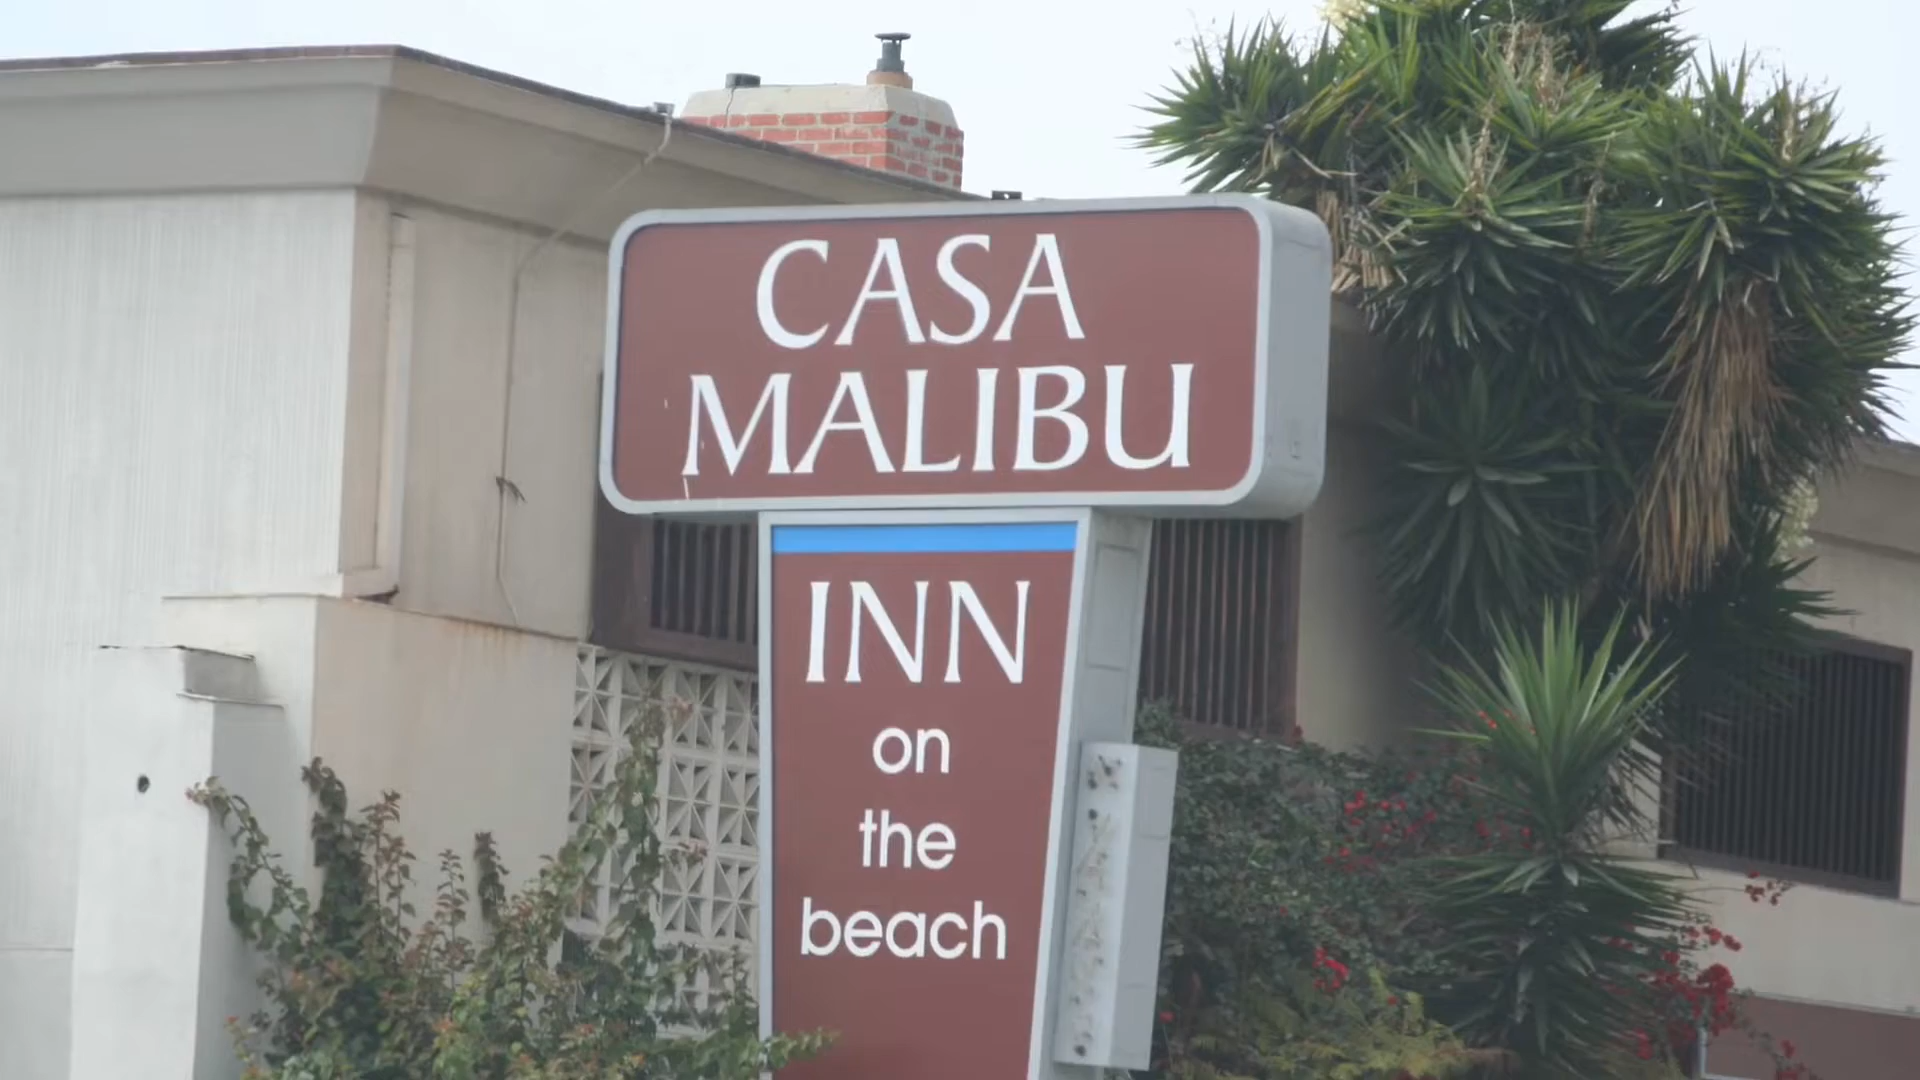 CASA
MALIBU
INN
on
the
beach